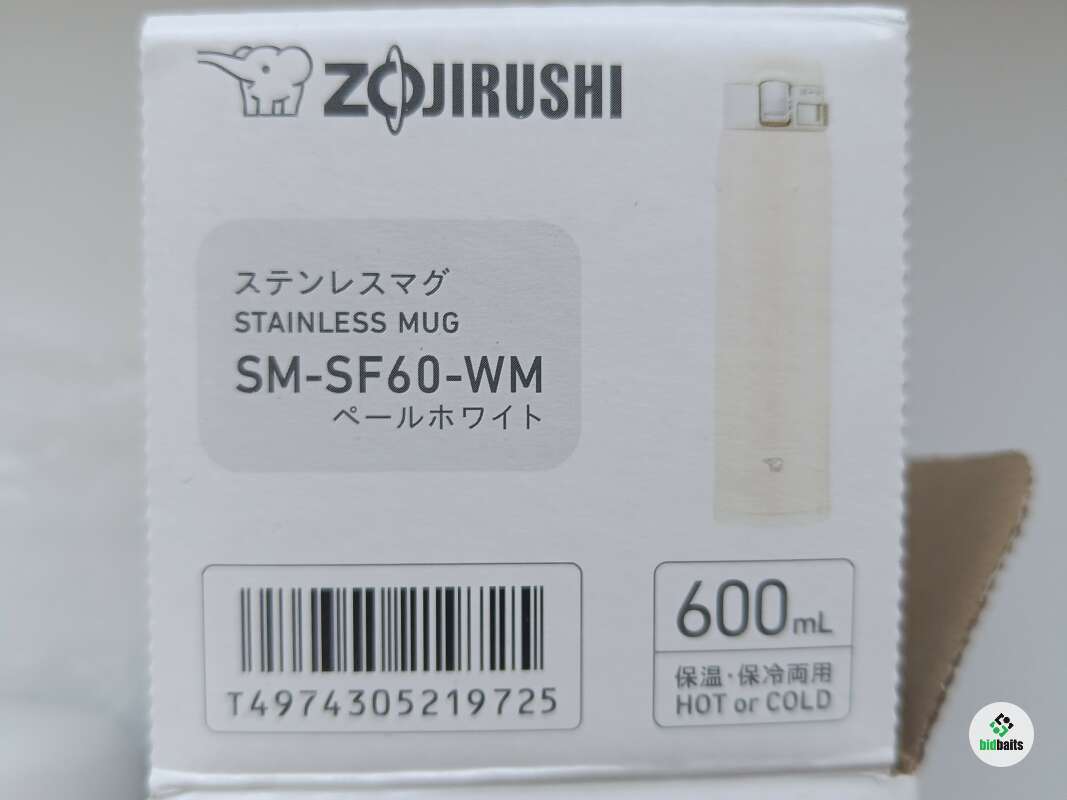 ZOJIRUSHI
ステンレスマグ
STAINLESS MUG
SM-SF60-WM
ペールホワイト
T4974305219725
600mL
保温・保冷両用
HOT or COLD
bidbaits